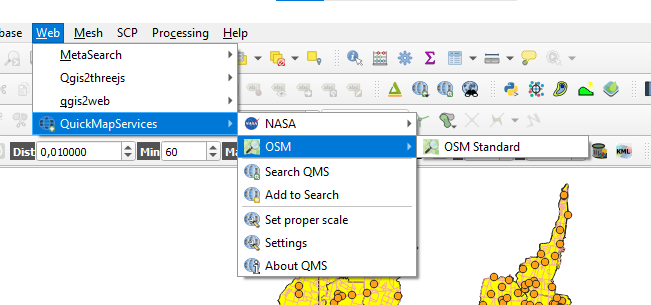 base Web Mesh SCP Processing Help
MetaSearch
Qgis2threejs
qgis2web
QuickMapServices
NASA
Dist 0,010000 Min 60 Ma
OSM
OSM Standard
KML
Search QMS
Add to Search
Set proper scale
Settings
About QMS